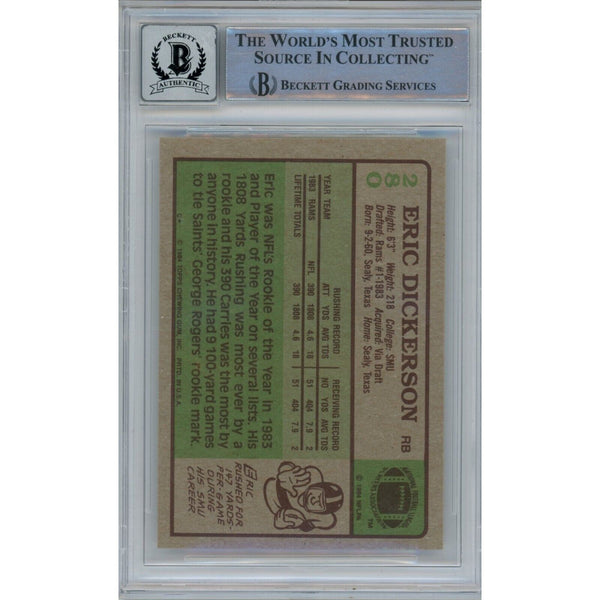 BECKETT
B
AUTHENTIC
THE WORLD'S MOST TRUSTED
SOURCE IN COLLECTING™
B BECKETT GRADING SERVICES
280
ERIC DICKERSON RB
Height: 6'3" Weight: 218 College: SMU
Drafted: Rams #1-1983 Acquired: Via Draft
Born: 9-2-60, Sealy, Texas Home: Sealy, Texas
TM
© 1984 NFLPA
RUSHING RECORD RECEIVING RECORD
YEAR TEAM ATT YDS AVG TDS NO YDS AVG TDS
1983 RAMS NFL 390 1808 4.6 18 51 404 7.9 2
LIFETIME TOTALS 390 1808 4.6 18 51 404 7.9 2
Eric was NFL's Rookie of the Year in 1983
and Player of the Year on several lists. His
1808 Yards Rushing was most ever by a
rookie and his 390 Carries was the most by
anyone in history. He had 9 100-yard games
to tie Saints' George Rogers' rookie mark.
C* © 1984 TOPPS CHEWING GUM, INC. PRTD. IN U.S.A.
ERIC
RUSHED FOR
147 YARDS-
PER-GAME
DURING
HIS SMU
CAREER